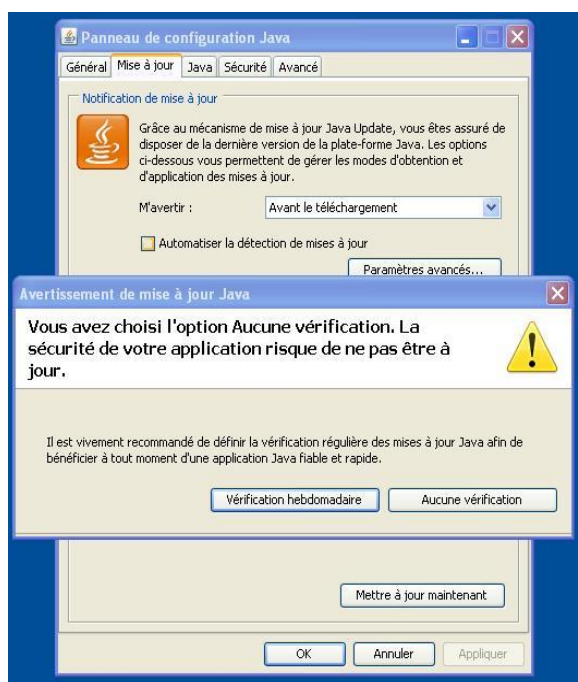 Panneau de configuration Java
Général Mise à jour Java Sécurité Avancé
Notification de mise à jour
Grâce au mécanisme de mise à jour Java Update, vous êtes assuré de
disposer de la dernière version de la plate-forme Java. Les options
ci-dessous vous permettent de gérer les modes d'obtention et
d'application des mises à jour.
M'avertir : Avant le téléchargement
Automatiser la détection de mises à jour
Paramètres avancés...
Avertissement de mise à jour Java
Vous avez choisi l'option Aucune vérification. La
sécurité de votre application risque de ne pas être à
jour.
Il est vivement recommandé de définir la vérification régulière des mises à jour Java afin de
bénéficier à tout moment d'une application Java fiable et rapide.
Vérification hebdomadaire Aucune vérification
Mettre à jour maintenant
OK Annuler Appliquer